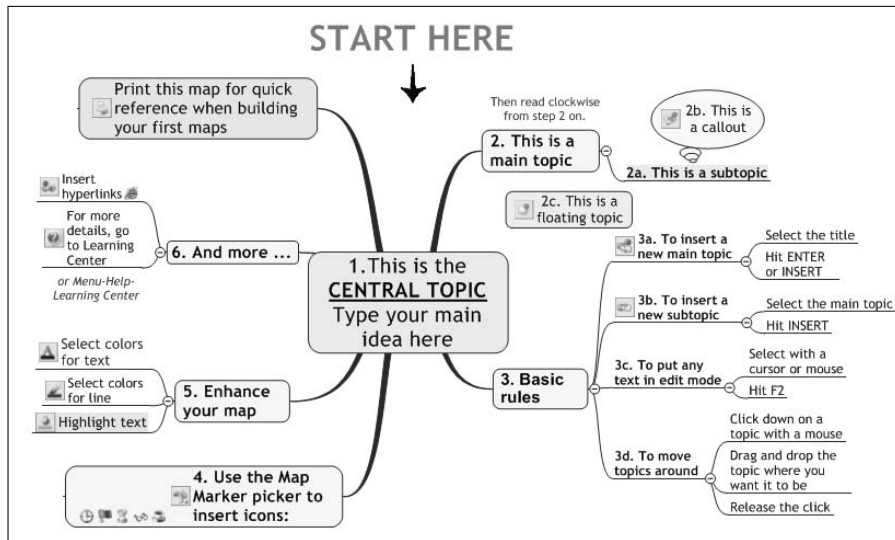 START HERE
1.This is the
CENTRAL TOPIC
Type your main
idea here
Then read clockwise
from step 2 on.
2. This is a
main topic
2a. This is a subtopic
2b. This is
a callout
2c. This is a
floating topic
3. Basic
rules
3a. To insert a
new main topic
Select the title
Hit ENTER
or INSERT
3b. To insert a
new subtopic
Select the main topic
Hit INSERT
3c. To put any
text in edit mode
Select with a
cursor or mouse
Hit F2
3d. To move
topics around
Click down on a
topic with a mouse
Drag and drop the
topic where you
want it to be
Release the click
4. Use the Map
Marker picker to
insert icons:
5. Enhance
your map
Select colors
for text
Select colors
for line
Highlight text
6. And more ...
Insert
hyperlinks
For more
details, go
to Learning
Center
or Menu-Help-
Learning Center
Print this map for quick
reference when building
your first maps